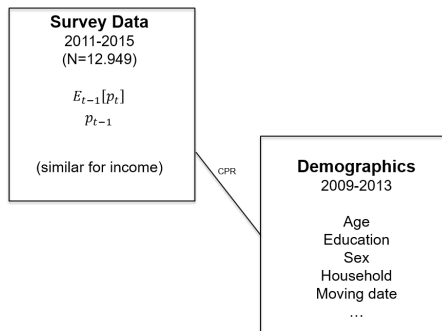 Survey Data
2011-2015
(N=12.949)
E_{t−1}[p_t]
p_{t−1}
(similar for income)
CPR
Demographics
2009-2013
Age
Education
Sex
Household
Moving date
...